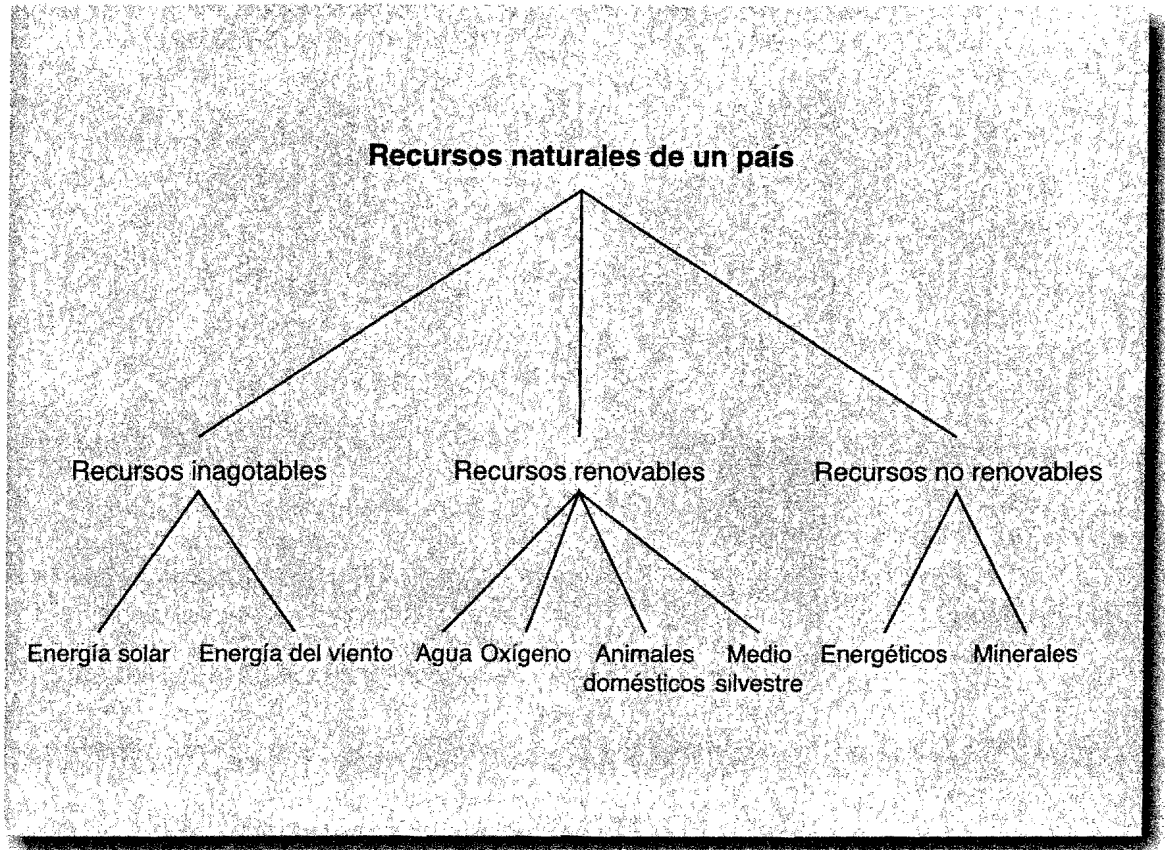 Recursos naturales de un país
Recursos inagotables
Recursos renovables
Recursos no renovables
Energía solar
Energía del viento
Agua
Oxígeno
Animales
domésticos
Medio
silvestre
Energéticos
Minerales